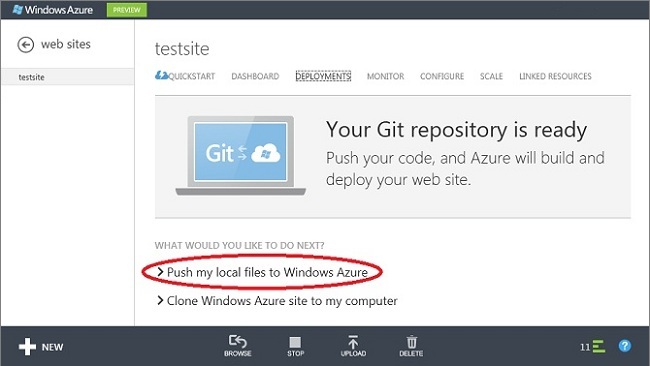 Windows Azure PREVIEW
web sites
testsite
testsite
QUICKSTART DASHBOARD DEPLOYMENTS MONITOR CONFIGURE SCALE LINKED RESOURCES
Git
Your Git repository is ready
Push your code, and Azure will build and
deploy your web site.
WHAT WOULD YOU LIKE TO DO NEXT?
Push my local files to Windows Azure
Clone Windows Azure site to my computer
NEW BROWSE STOP UPLOAD DELETE 11 ?